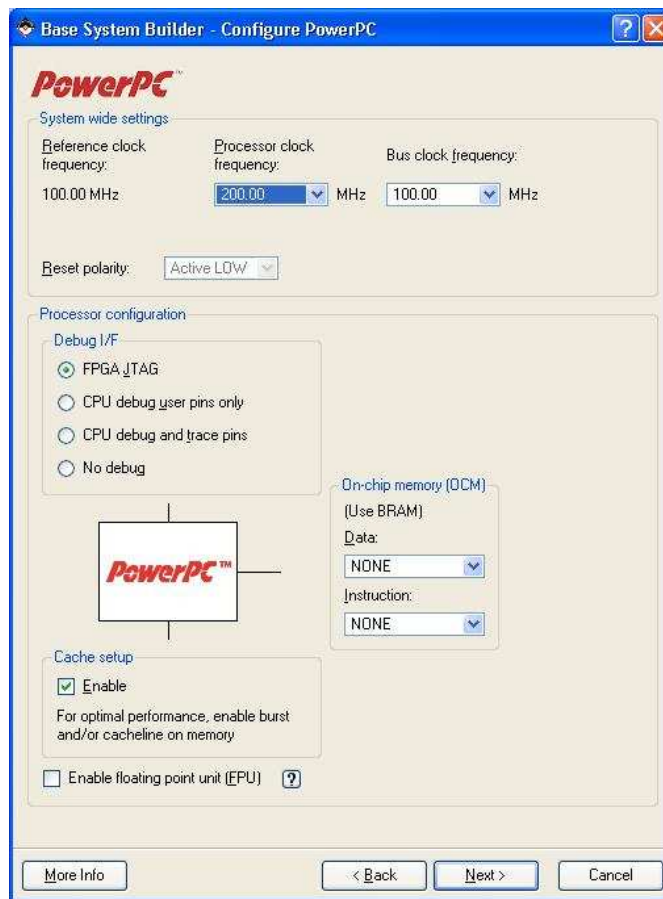 Base System Builder - Configure PowerPC
PowerPC™
System wide settings
Reference clock frequency:
Processor clock frequency:
Bus clock frequency:
100.00 MHz
200.00 MHz
100.00 MHz
Reset polarity: Active LOW
Processor configuration
Debug I/F
FPGA JTAG
CPU debug user pins only
CPU debug and trace pins
No debug
On-chip memory (OCM)
(Use BRAM)
Data:
NONE
Instruction:
NONE
PowerPC™
Cache setup
Enable
For optimal performance, enable burst
and/or cacheline on memory
Enable floating point unit (FPU) ?
More Info
< Back
Next >
Cancel